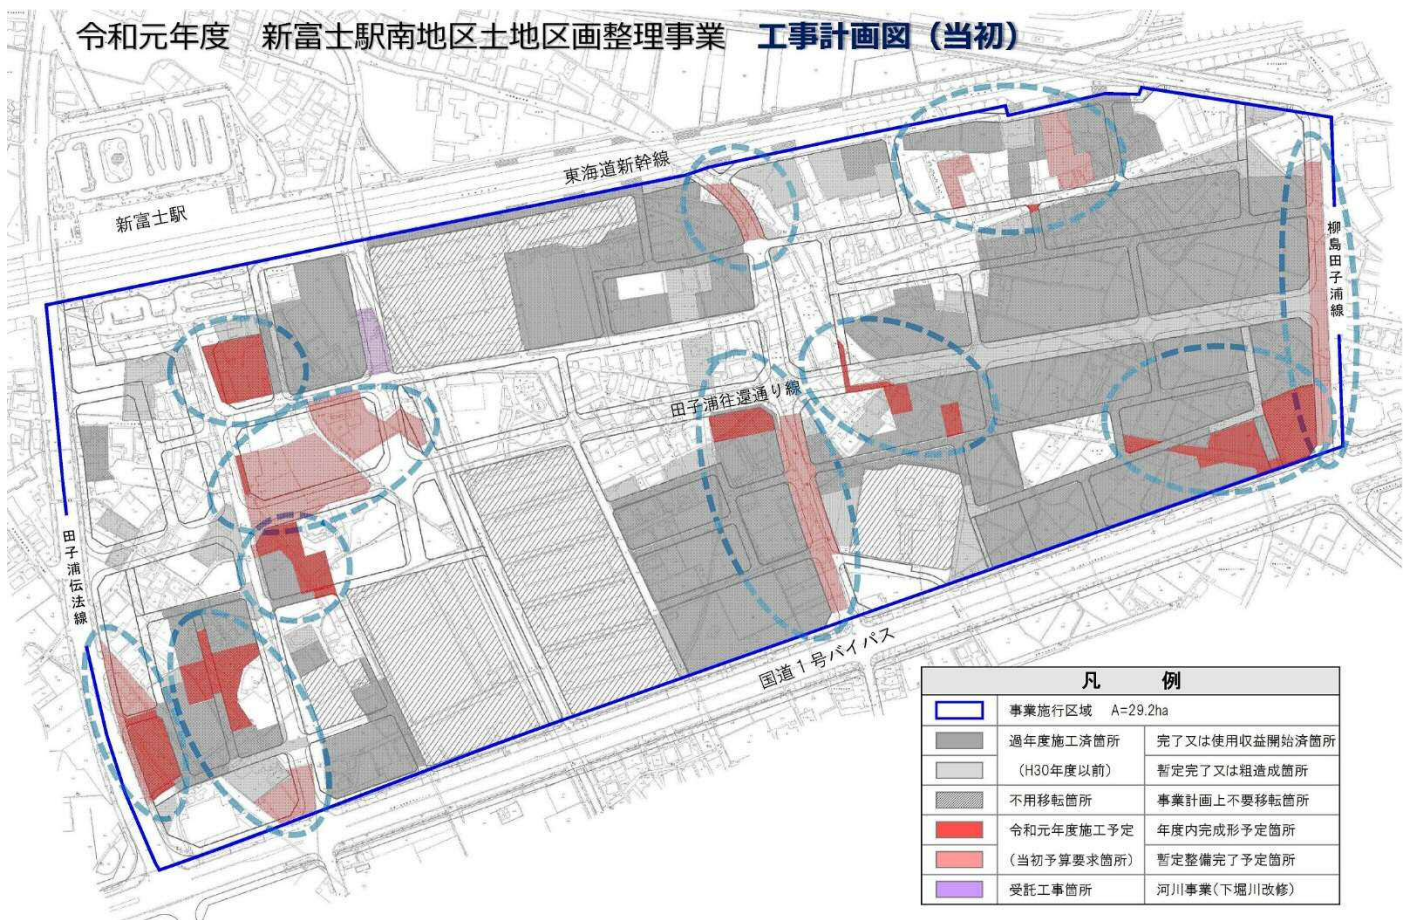 令和元年度　新富士駅南地区土地区画整理事業　工事計画図（当初）
東海道新幹線
新富士駅
柳島田子浦線
田子浦往還通り線
田子浦伝法線
国道１号バイパス
凡　例
事業施行区域　A=29.2ha
過年度施工済箇所　完了又は使用収益開始済箇所
（H30年度以前）　暫定完了又は粗造成箇所
不用移転箇所　事業計画上不要移転箇所
令和元年度施工予定　年度内完成形予定箇所
（当初予算要求箇所）　暫定整備完了予定箇所
受託工事箇所　河川事業（下堀川改修）